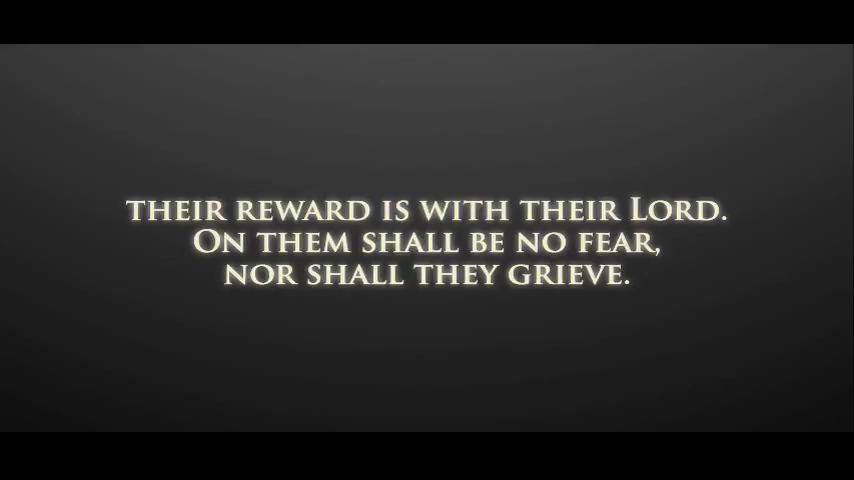 THEIR REWARD IS WITH THEIR LORD.
ON THEM SHALL BE NO FEAR,
NOR SHALL THEY GRIEVE.